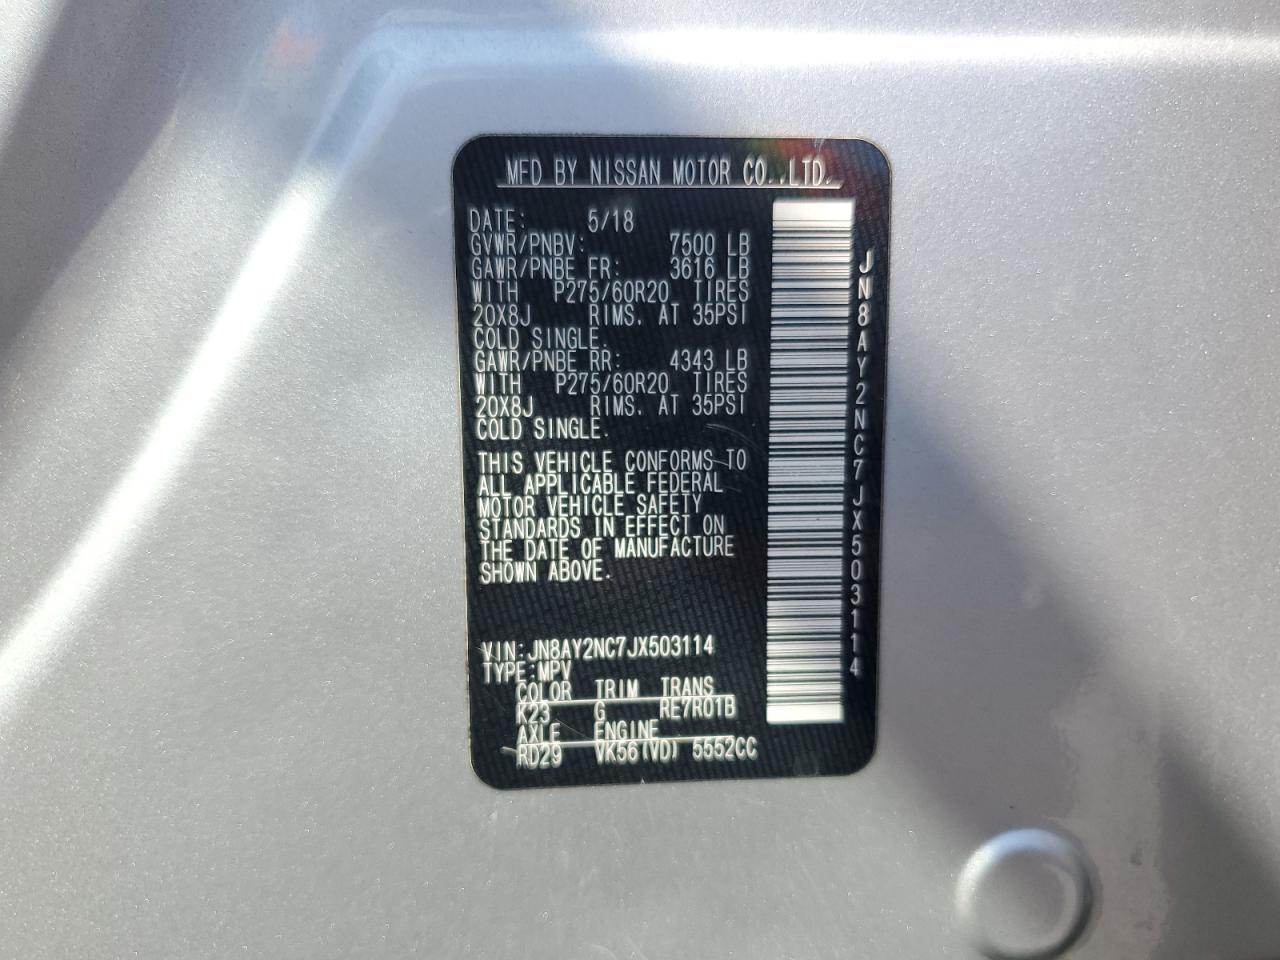 MFD BY NISSAN MOTOR CO.,LTD.
DATE: 5/18
GVWR/PNBV: 7500 LB
GAWR/PNBE FR: 3616 LB
WITH P275/60R20 TIRES
20X8J RIMS. AT 35PSI
COLD SINGLE.
GAWR/PNBE RR: 4343 LB
WITH P275/60R20 TIRES
20X8J RIMS. AT 35PSI
COLD SINGLE.
THIS VEHICLE CONFORMS TO
ALL APPLICABLE FEDERAL
MOTOR VEHICLE SAFETY
STANDARDS IN EFFECT ON
THE DATE OF MANUFACTURE
SHOWN ABOVE.
VIN:JN8AY2NC7JX503114
TYPE:MPV
COLOR TRIM TRANS
K23 G RE7R01B
AXLE ENGINE
RD29 VK56(VD) 5552CC
JN8AY2NC7JX503114